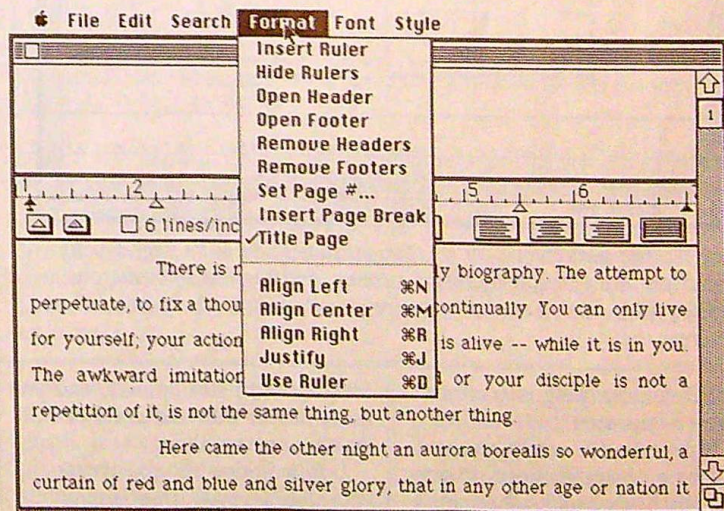 File Edit Search Format Font Style
Insert Ruler
Hide Rulers
Open Header
Open Footer
Remove Headers
Remove Footers
Set Page #...
Insert Page Break
✓Title Page
Align Left ⌘N
Align Center ⌘M
Align Right ⌘R
Justify ⌘J
Use Ruler ⌘D
1
1 2 5 6
6 lines/inc
There is n y biography. The attempt to
perpetuate, to fix a thou continually. You can only live
for yourself; your action is alive -- while it is in you.
The awkward imitation or your disciple is not a
repetition of it, is not the same thing, but another thing.
Here came the other night an aurora borealis so wonderful, a
curtain of red and blue and silver glory, that in any other age or nation it